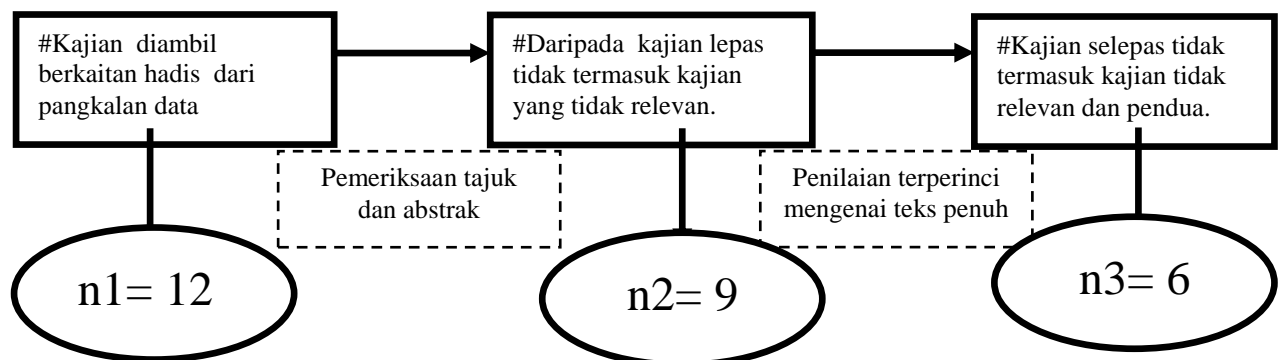 #Kajian diambil
berkaitan hadis dari
pangkalan data
#Daripada kajian lepas
tidak termasuk kajian
yang tidak relevan.
#Kajian selepas tidak
termasuk kajian tidak
relevan dan pendua.
Pemeriksaan tajuk
dan abstrak
Penilaian terperinci
mengenai teks penuh
n1= 12
n2= 9
n3= 6